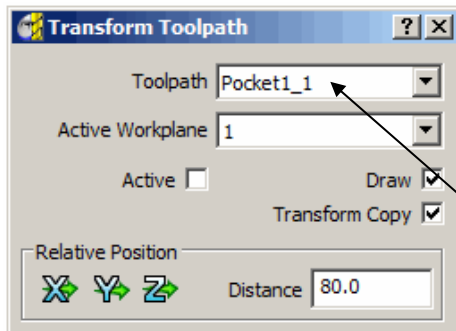 Transform Toolpath
Toolpath Pocket1_1
Active Workplane 1
Active Draw
Transform Copy
Relative Position
X Y Z Distance 80.0